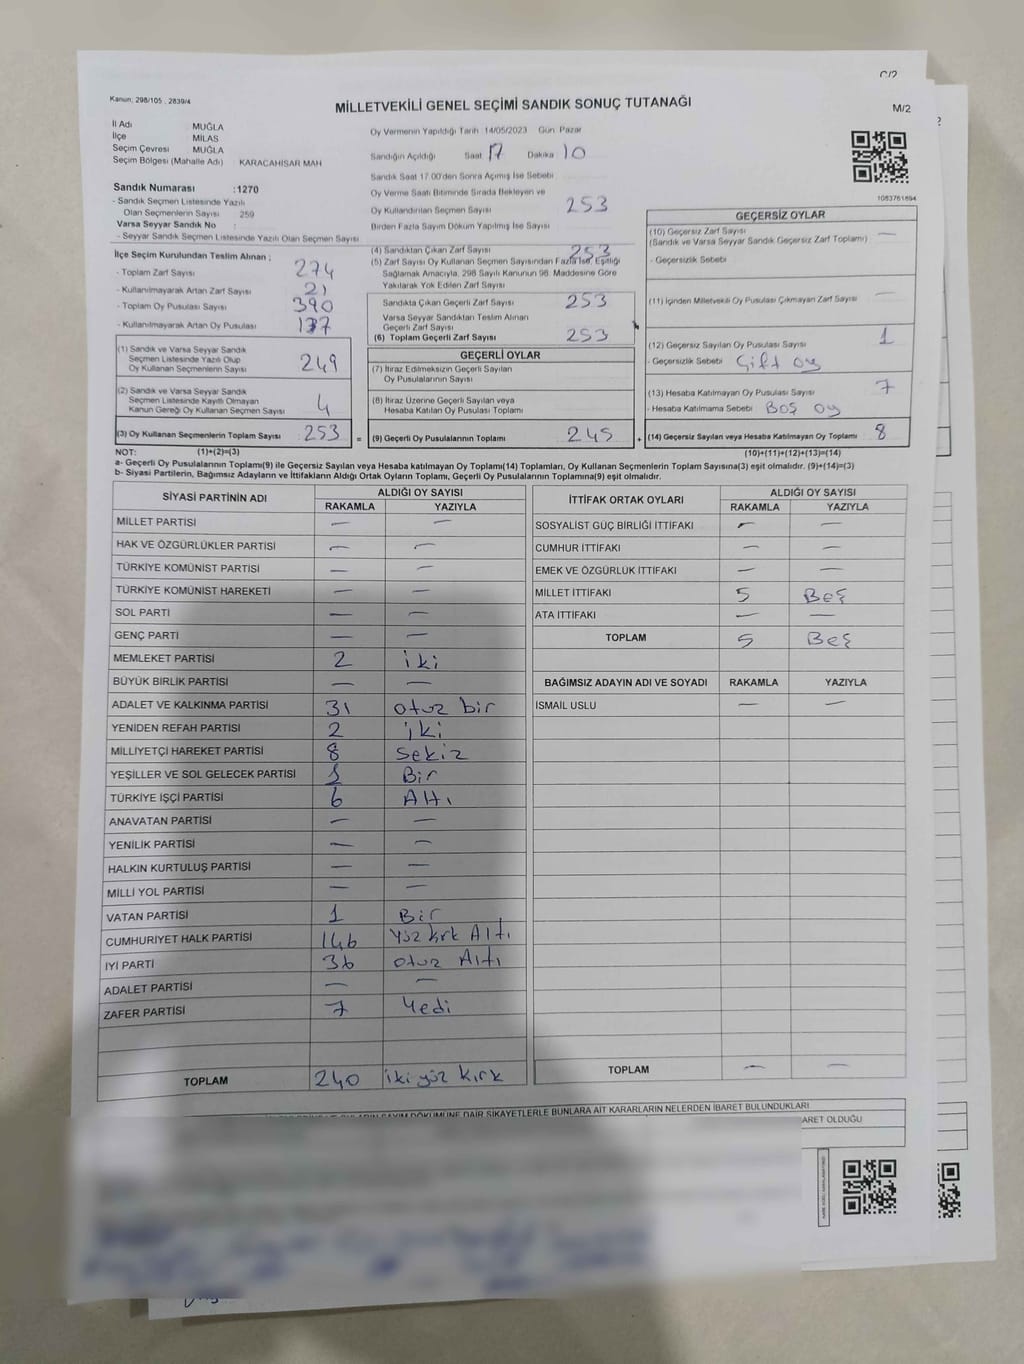 C/2
Kanun: 298/105 , 2839/4
MİLLETVEKİLİ GENEL SEÇİMİ SANDIK SONUÇ TUTANAĞI
M/2
2
İl Adı MUĞLA
İlçe MİLAS
Seçim Çevresi MUĞLA
Seçim Bölgesi (Mahalle Adı) KARACAHİSAR MAH
Sandık Numarası :1270
- Sandık Seçmen Listesinde Yazılı
Olan Seçmenlerin Sayısı 259
Varsa Seyyar Sandık No :
- Seyyar Sandık Seçmen Listesinde Yazılı Olan Seçmen Sayısı
Oy Vermenin Yapıldığı Tarih 14/05/2023 Gün Pazar
Sandığın Açıldığı Saat 17 Dakika 10
Sandık Saat 17:00'den Sonra Açılmış İse Sebebi
Oy Verme Saati Bitiminde Sırada Bekleyen ve
Oy Kullandırılan Seçmen Sayısı 253
Birden Fazla Sayım Döküm Yapılmış İse Sayısı
1083761894
İlçe Seçim Kurulundan Teslim Alınan ;
- Toplam Zarf Sayısı 274
- Kullanılmayarak Artan Zarf Sayısı 21
- Toplam Oy Pusulası Sayısı 390
- Kullanılmayarak Artan Oy Pusulası 137
(1) Sandık ve Varsa Seyyar Sandık
Seçmen Listesinde Yazılı Olup
Oy Kullanan Seçmenlerin Sayısı 249
(2) Sandık ve Varsa Seyyar Sandık
Seçmen Listesinde Kayıtlı Olmayan
Kanun Gereği Oy Kullanan Seçmen Sayısı 4
(3) Oy Kullanan Seçmenlerin Toplam Sayısı 253
(4) Sandıktan Çıkan Zarf Sayısı 253
(5) Zarf Sayısı Oy Kullanan Seçmen Sayısından Fazla İse, Eşitliği
Sağlamak Amacıyla, 298 Sayılı Kanunun 98. Maddesine Göre
Yakılarak Yok Edilen Zarf Sayısı
Sandıkta Çıkan Geçerli Zarf Sayısı 253
Varsa Seyyar Sandıktan Teslim Alınan
Geçerli Zarf Sayısı
(6) Toplam Geçerli Zarf Sayısı 253
GEÇERLİ OYLAR
(7) İtiraz Edilmeksizin Geçerli Sayılan
Oy Pusulalarının Sayısı
(8) İtiraz Üzerine Geçerli Sayılan veya
Hesaba Katılan Oy Pusulası Toplamı
= (9) Geçerli Oy Pusulalarının Toplamı 245 +
GEÇERSİZ OYLAR
(10) Geçersiz Zarf Sayısı —
(Sandık ve Varsa Seyyar Sandık Geçersiz Zarf Toplamı)
- Geçersizlik Sebebi
(11) İçinden Milletvekili Oy Pusulası Çıkmayan Zarf Sayısı —
(12) Geçersiz Sayılan Oy Pusulası Sayısı 1
- Geçersizlik Sebebi Çift oy
(13) Hesaba Katılmayan Oy Pusulası Sayısı 7
- Hesaba Katılmama Sebebi Boş oy
(14) Geçersiz Sayılan veya Hesaba Katılmayan Oy Toplamı 8
NOT: (1)+(2)=(3) (10)+(11)+(12)+(13)=(14)
a- Geçerli Oy Pusulalarının Toplamı(9) ile Geçersiz Sayılan veya Hesaba katılmayan Oy Toplamı(14) Toplamları, Oy Kullanan Seçmenlerin Toplam Sayısına(3) eşit olmalıdır. (9)+(14)=(3)
b- Siyasi Partilerin, Bağımsız Adayların ve İttifakların Aldığı Ortak Oyların Toplamı, Geçerli Oy Pusulalarının Toplamına(9) eşit olmalıdır.
SİYASİ PARTİNİN ADI ALDIĞI OY SAYISI
RAKAMLA YAZIYLA
MİLLET PARTİSİ — —
HAK VE ÖZGÜRLÜKLER PARTİSİ — —
TÜRKİYE KOMÜNİST PARTİSİ — —
TÜRKİYE KOMÜNİST HAREKETİ — —
SOL PARTİ — —
GENÇ PARTİ — —
MEMLEKET PARTİSİ 2 iki
BÜYÜK BİRLİK PARTİSİ — —
ADALET VE KALKINMA PARTİSİ 31 otuz bir
YENİDEN REFAH PARTİSİ 2 iki
MİLLİYETÇİ HAREKET PARTİSİ 8 Sekiz
YEŞİLLER VE SOL GELECEK PARTİSİ 1 Bir
TÜRKİYE İŞÇİ PARTİSİ 6 Altı
ANAVATAN PARTİSİ — —
YENİLİK PARTİSİ — —
HALKIN KURTULUŞ PARTİSİ — —
MİLLİ YOL PARTİSİ — —
VATAN PARTİSİ 1 Bir
CUMHURİYET HALK PARTİSİ 146 Yüz kırk Altı
İYİ PARTİ 36 otuz Altı
ADALET PARTİSİ — —
ZAFER PARTİSİ 7 Yedi
TOPLAM 240 iki yüz kırk
İTTİFAK ORTAK OYLARI ALDIĞI OY SAYISI
RAKAMLA YAZIYLA
SOSYALİST GÜÇ BİRLİĞİ İTTİFAKI — —
CUMHUR İTTİFAKI — —
EMEK VE ÖZGÜRLÜK İTTİFAKI — —
MİLLET İTTİFAKI 5 Beş
ATA İTTİFAKI — —
TOPLAM 5 Beş
BAĞIMSIZ ADAYIN ADI VE SOYADI RAKAMLA YAZIYLA
İSMAİL USLU — —
TOPLAM — —
SAYIM DÖKÜMÜNE DAİR ŞİKAYETLERLE BUNLARA AİT KARARLARIN NELERDEN İBARET BULUNDUKLARI
ARET OLDUĞU